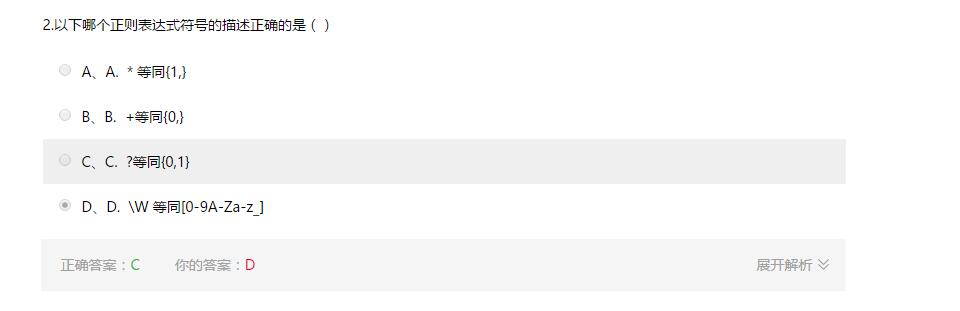 2.以下哪个正则表达式符号的描述正确的是 ( )
A、A. * 等同{1,}
B、B. +等同{0,}
C、C. ?等同{0,1}
D、D. \W 等同[0-9A-Za-z_]
正确答案：C 你的答案：D 展开解析